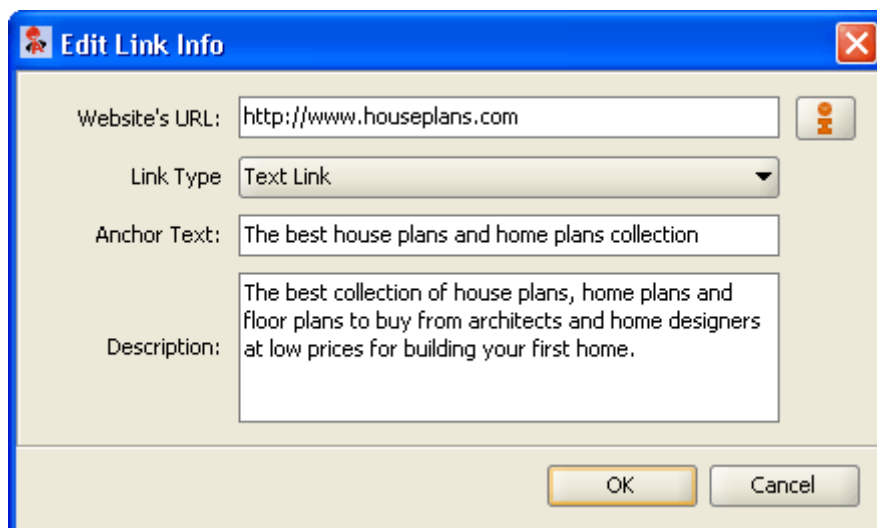 Edit Link Info
Website's URL: http://www.houseplans.com
Link Type Text Link
Anchor Text: The best house plans and home plans collection
Description: The best collection of house plans, home plans and
floor plans to buy from architects and home designers
at low prices for building your first home.
OK Cancel